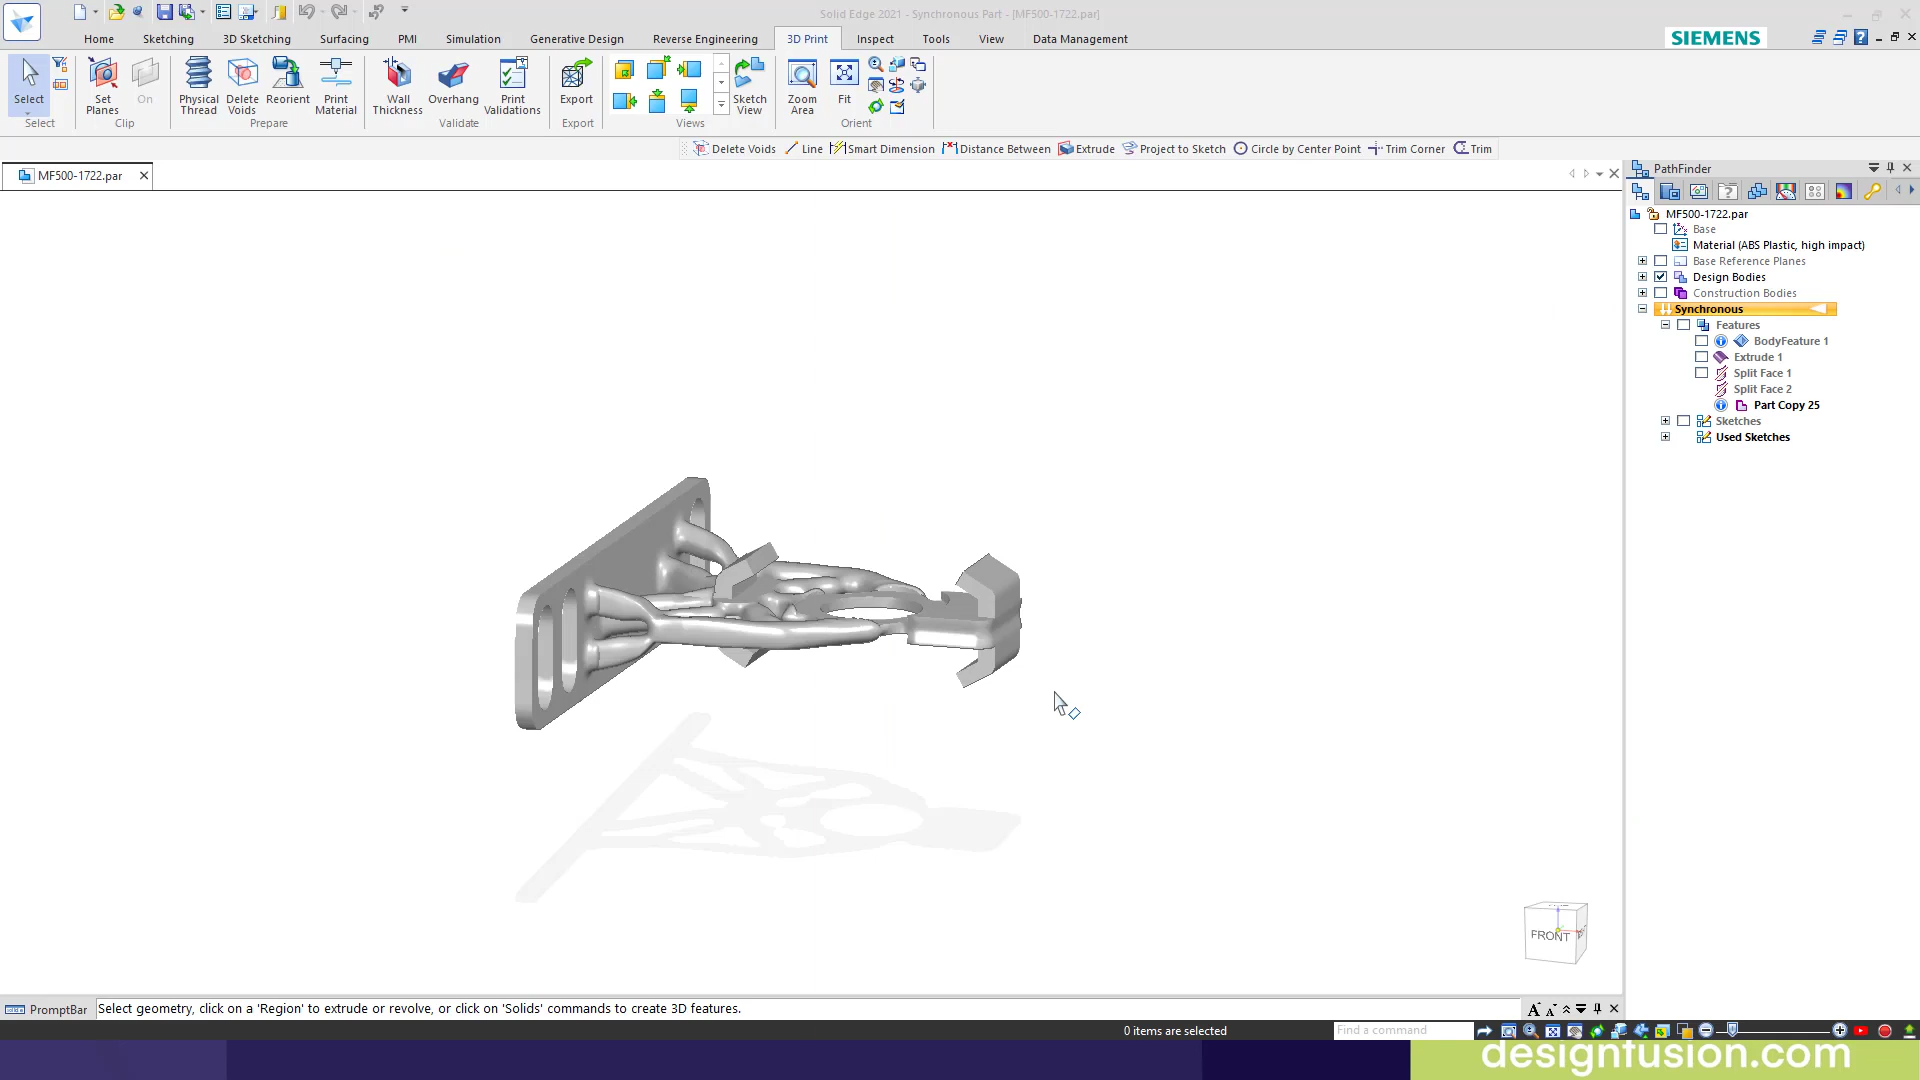 Solid Edge 2021 - Synchronous Part - [MF500-1722.par]
Home Sketching 3D Sketching Surfacing PMI Simulation Generative Design Reverse Engineering 3D Print Inspect Tools View Data Management
SIEMENS
Select
Set Planes
On
Physical Thread
Delete Voids
Reorient
Print Material
Wall Thickness
Overhang
Print Validations
Export
Sketch View
Zoom Area
Fit
Select Clip Prepare Validate Export Views Orient
Delete Voids Line Smart Dimension Distance Between Extrude Project to Sketch Circle by Center Point Trim Corner Trim
MF500-1722.par
PathFinder
MF500-1722.par
Base
Material (ABS Plastic, high impact)
Base Reference Planes
Design Bodies
Construction Bodies
Synchronous
Features
BodyFeature 1
Extrude 1
Split Face 1
Split Face 2
Part Copy 25
Sketches
Used Sketches
FRONT
PromptBar Select geometry, click on a 'Region' to extrude or revolve, or click on 'Solids' commands to create 3D features.
0 items are selected
Find a command
designfusion.com